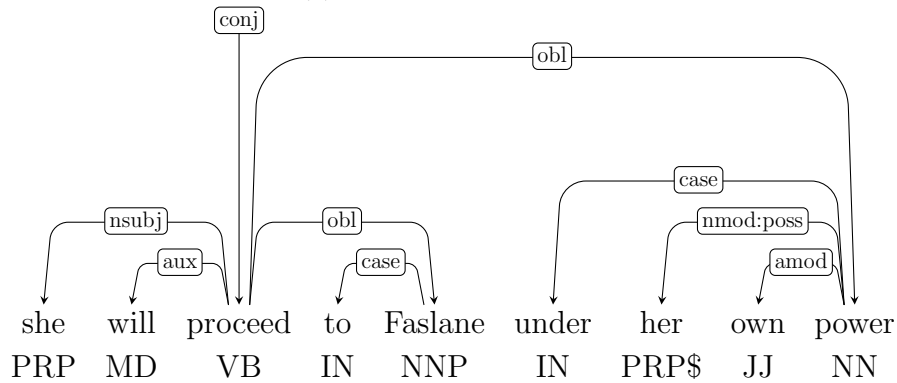 conj
obl
case
nsubj obl nmod:poss
aux case amod
she will proceed to Faslane under her own power
PRP MD VB IN NNP IN PRP$ JJ NN